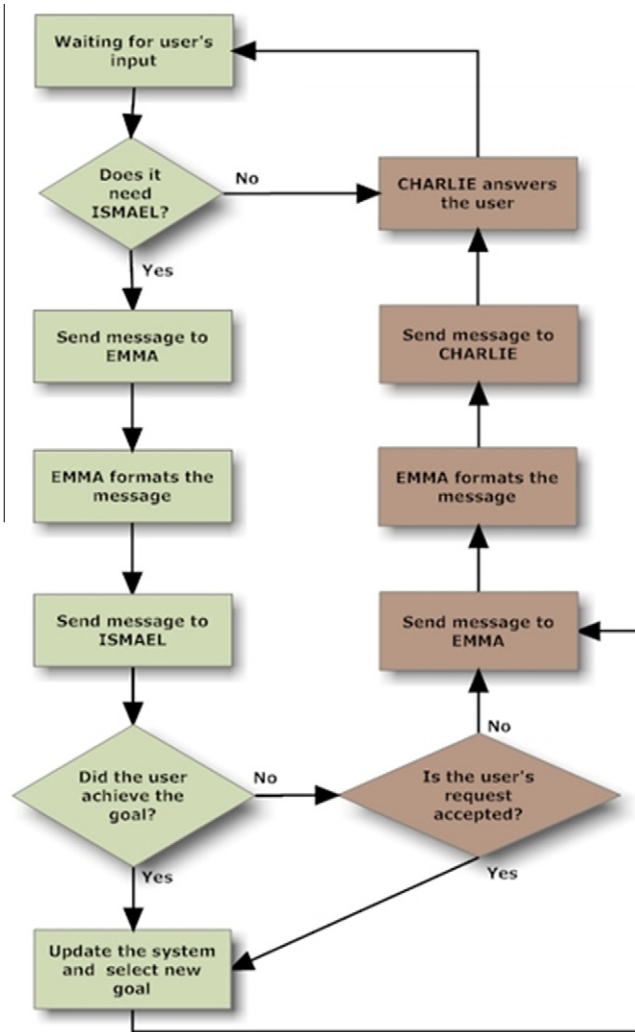 Waiting for user's
input
Does it
need
ISMAEL?
No
CHARLIE answers
the user
Yes
Send message to
EMMA
Send message to
CHARLIE
EMMA formats the
message
EMMA formats the
message
Send message to
ISMAEL
Send message to
EMMA
No
Did the user
achieve the
goal?
No
Is the user's
request
accepted?
Yes
Yes
Update the system
and select new
goal